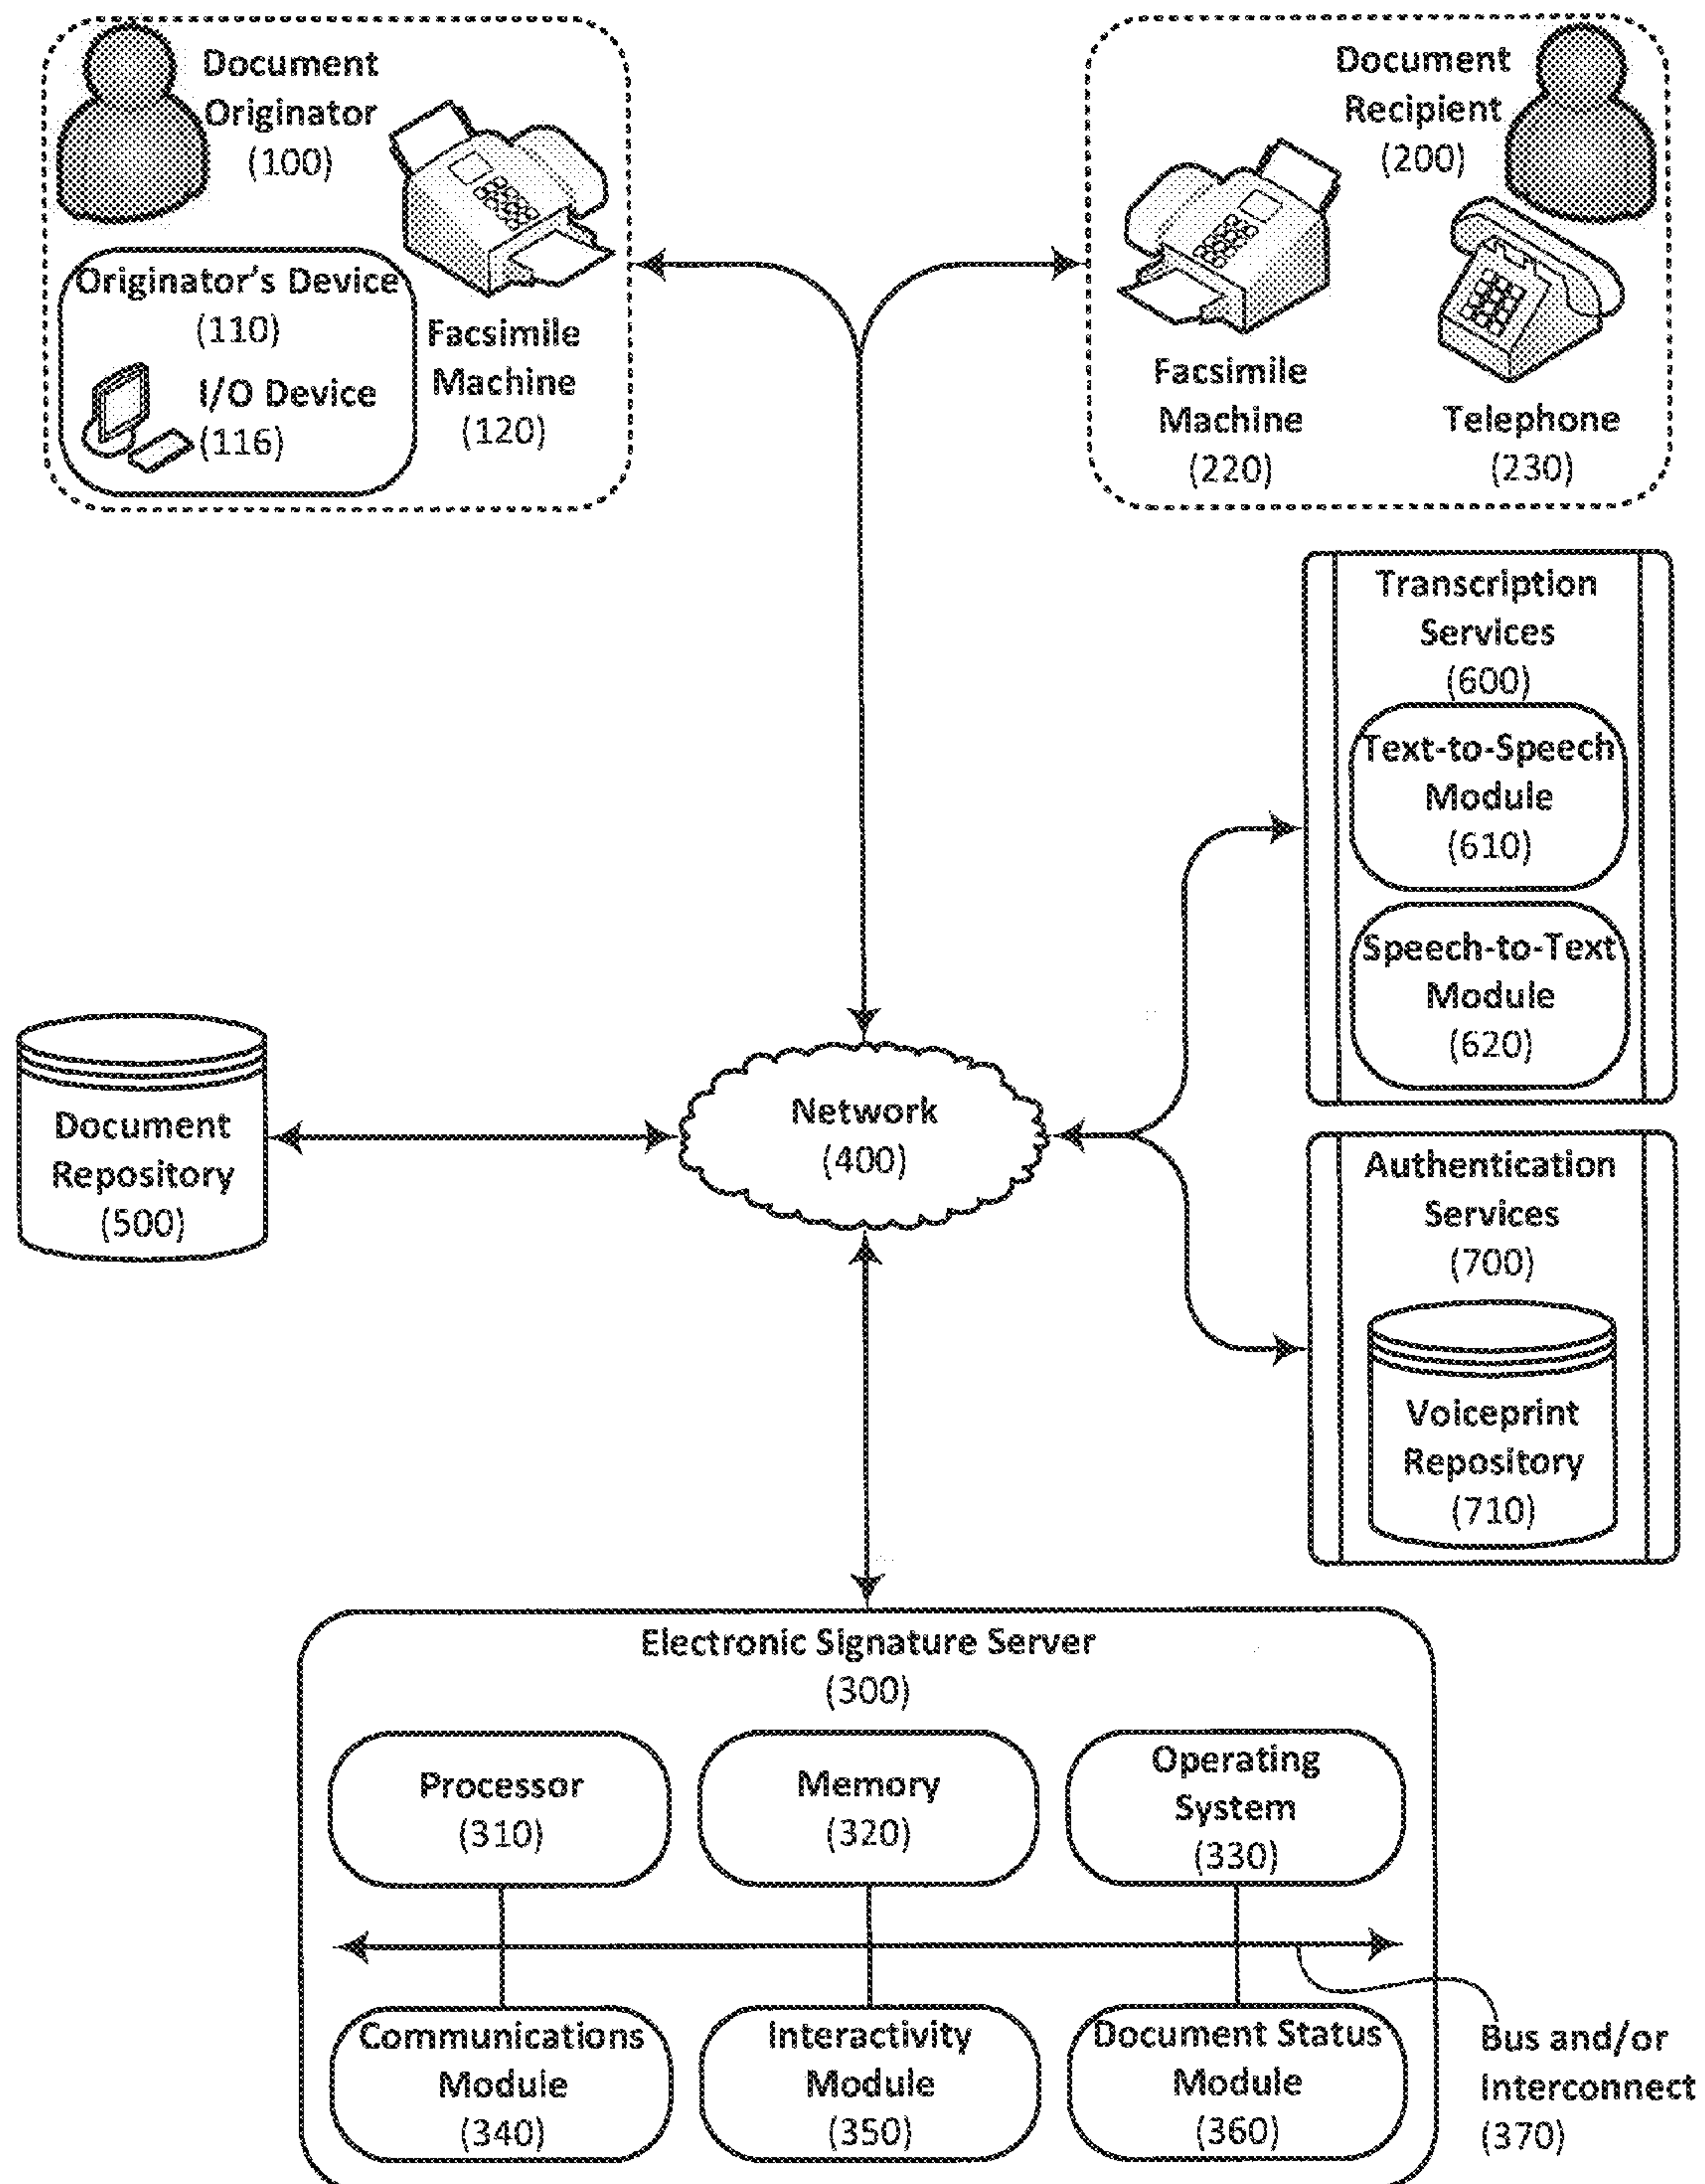 Document
Originator
(100)
Originator's Device
(110)
I/O Device
(116)
Facsimile
Machine
(120)
Document
Recipient
(200)
Facsimile
Machine
(220)
Telephone
(230)
Transcription
Services
(600)
Text-to-Speech
Module
(610)
Speech-to-Text
Module
(620)
Document
Repository
(500)
Network
(400)
Authentication
Services
(700)
Voiceprint
Repository
(710)
Electronic Signature Server
(300)
Processor
(310)
Memory
(320)
Operating
System
(330)
Communications
Module
(340)
Interactivity
Module
(350)
Document Status
Module
(360)
Bus and/or
Interconnect
(370)